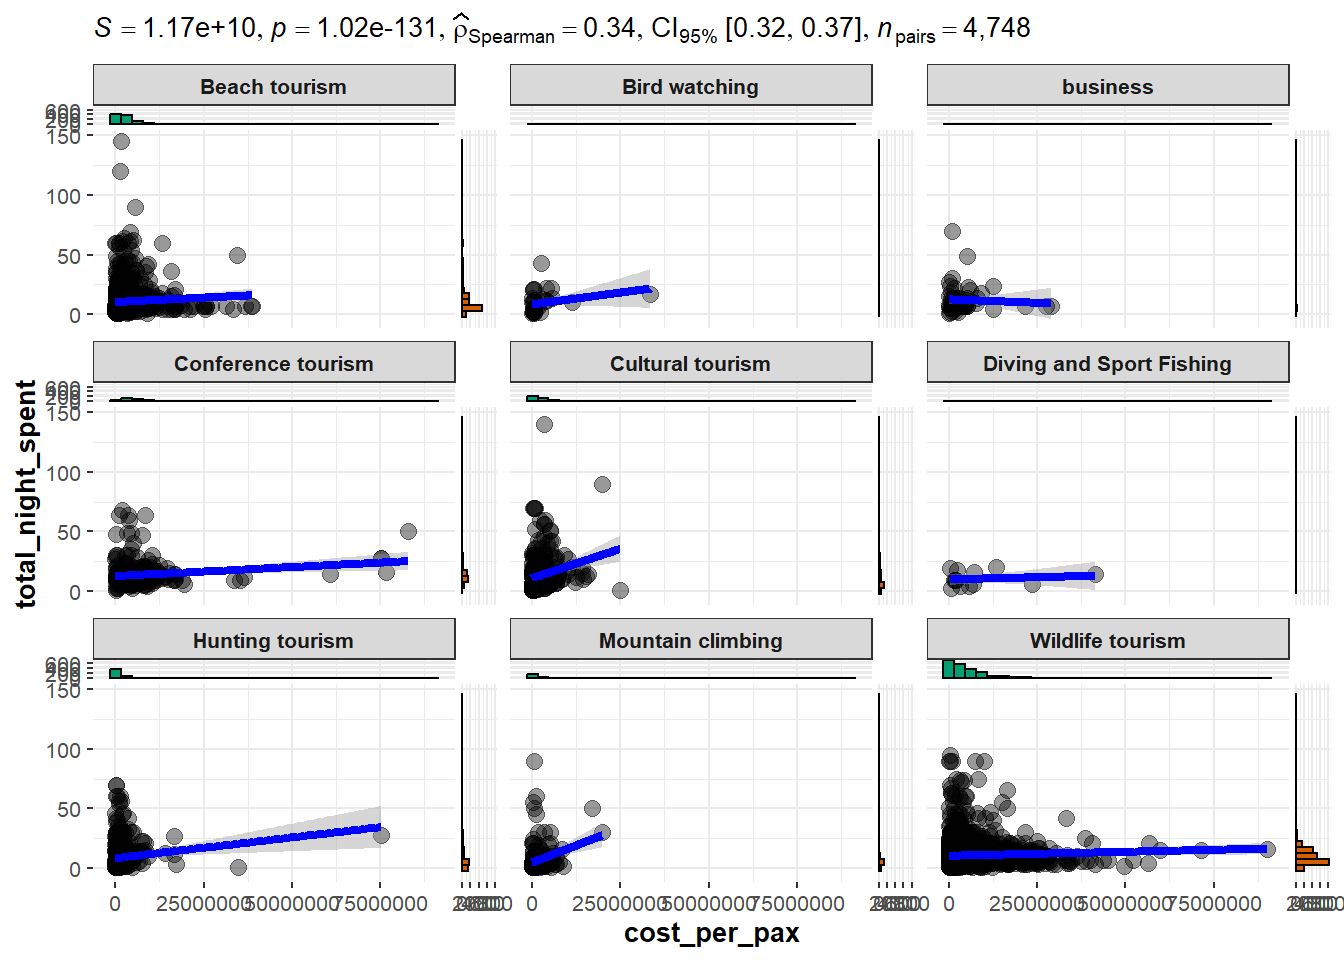 S = 1.17e+10, p = 1.02e-131, ρ̂Spearman = 0.34, CI95% [0.32, 0.37], npairs = 4,748
Beach tourism Bird watching business
150
100
50
0
Conference tourism Cultural tourism Diving and Sport Fishing
150
100
50
0
total_night_spent
Hunting tourism Mountain climbing Wildlife tourism
150
100
50
0
0 25000000 50000000 75000000 0 25000000 50000000 75000000 0 25000000 50000000 75000000
cost_per_pax